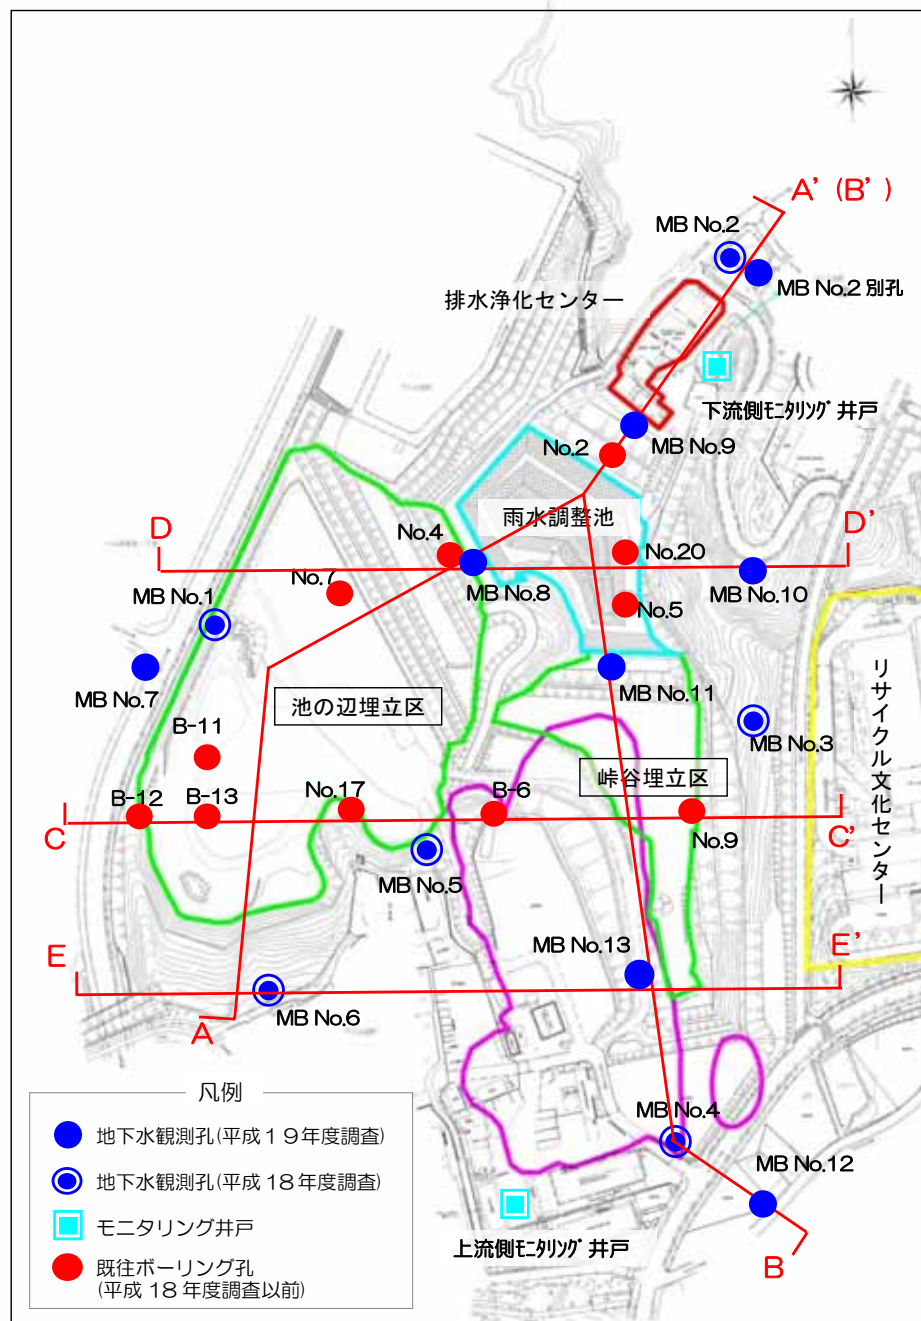 A' (B')
MB No.2
MB No.2 別孔
排水浄化センター
下流側モニタリング井戸
MB No.9
No.2
雨水調整池
D
D'
No.4
No.20
MB No.8
MB No.10
No.7
No.5
MB No.1
MB No.7
MB No.11
池の辺埋立区
リサイクル文化センター
MB No.3
B-11
峠谷埋立区
B-12
B-13
No.17
B-6
No.9
C
C'
MB No.5
MB No.13
E
E'
A
MB No.6
MB No.4
MB No.12
上流側モニタリング井戸
B
凡例
地下水観測孔(平成19年度調査)
地下水観測孔(平成18年度調査)
モニタリング井戸
既往ボーリング孔
(平成18年度調査以前)